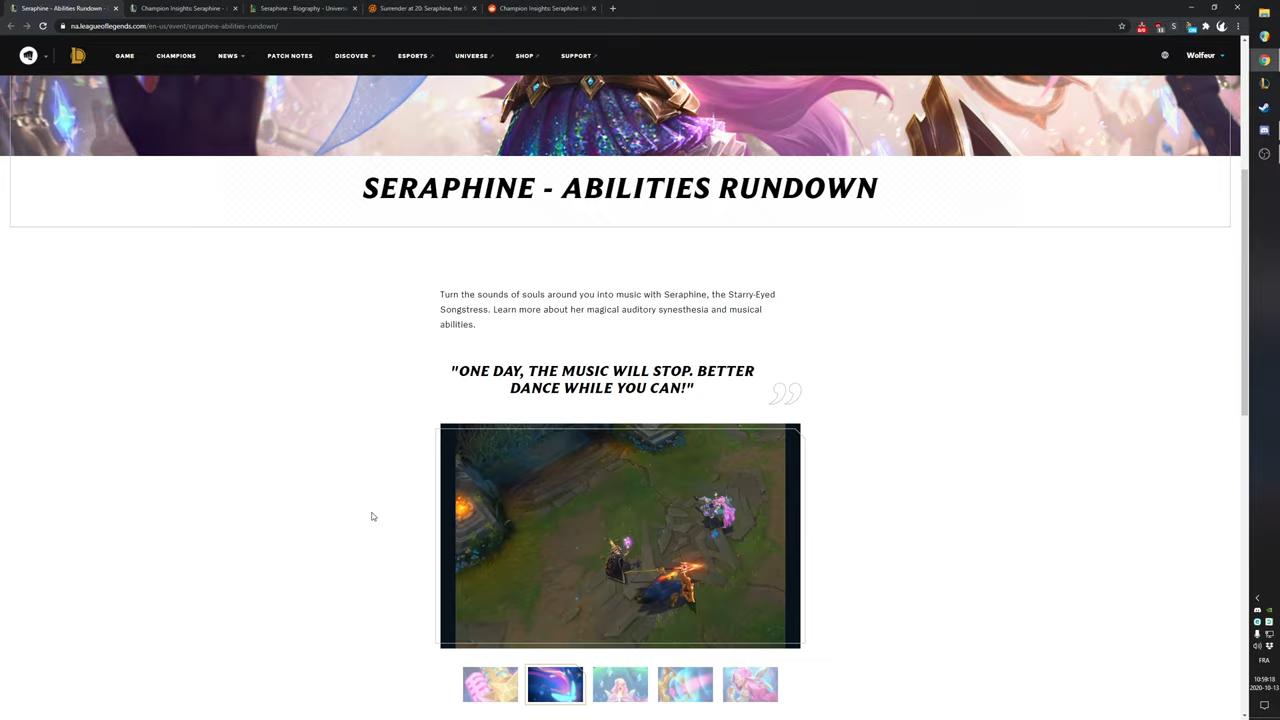 Seraphine - Abilities Rundown -
Champion Insights: Seraphine -
Seraphine - Biography - Universe
Surrender at 20: Seraphine, the S
Champion Insights: Seraphine : l
na.leagueoflegends.com/en-us/event/seraphine-abilities-rundown/
GAME
CHAMPIONS
NEWS
PATCH NOTES
DISCOVER
ESPORTS
UNIVERSE
SHOP
SUPPORT
Wolfeur
SERAPHINE - ABILITIES RUNDOWN
Turn the sounds of souls around you into music with Seraphine, the Starry-Eyed
Songstress. Learn more about her magical auditory synesthesia and musical
abilities.
"ONE DAY, THE MUSIC WILL STOP. BETTER
DANCE WHILE YOU CAN!"
FRA
10:59:18
2020-10-13